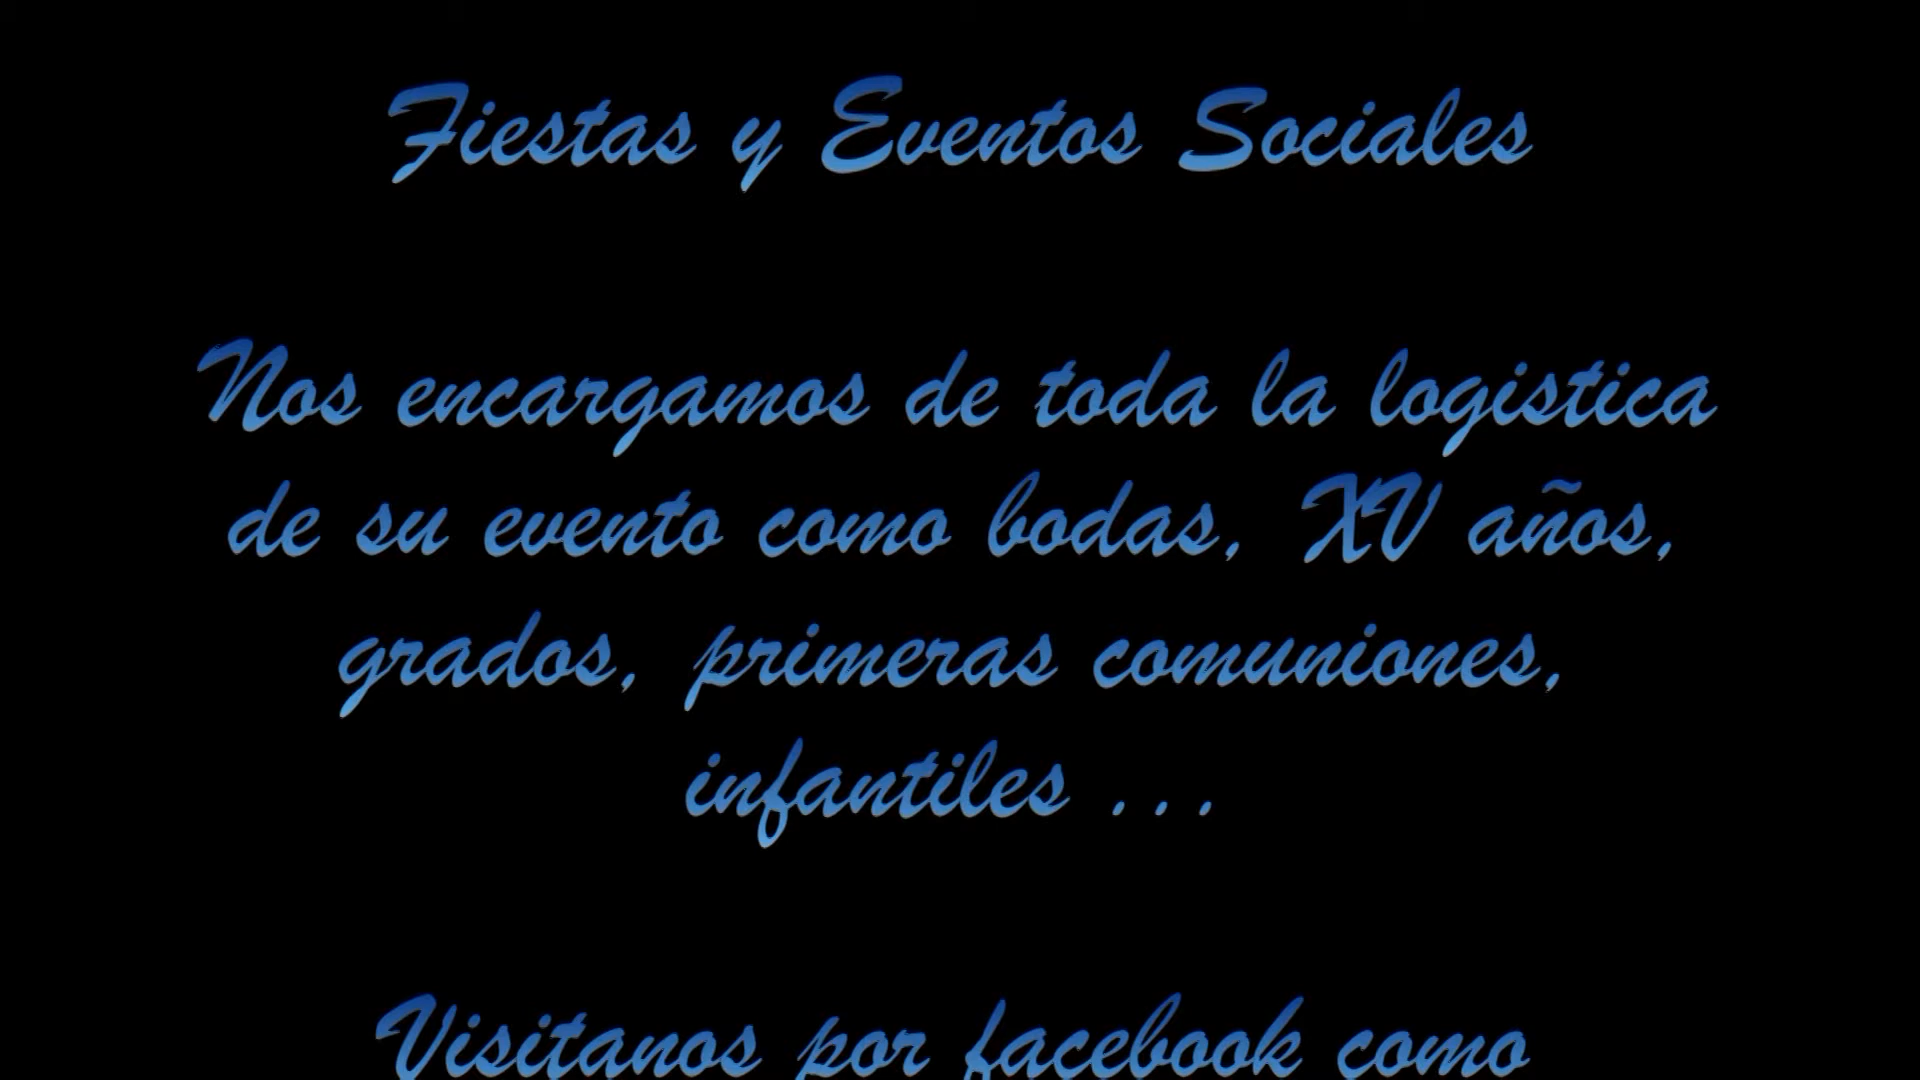 Fiestas y Eventos Sociales
Nos encargamos de toda la logistica
de su evento como bodas, XV años,
grados, primeras comuniones,
infantiles ...
Visitanos por facebook como